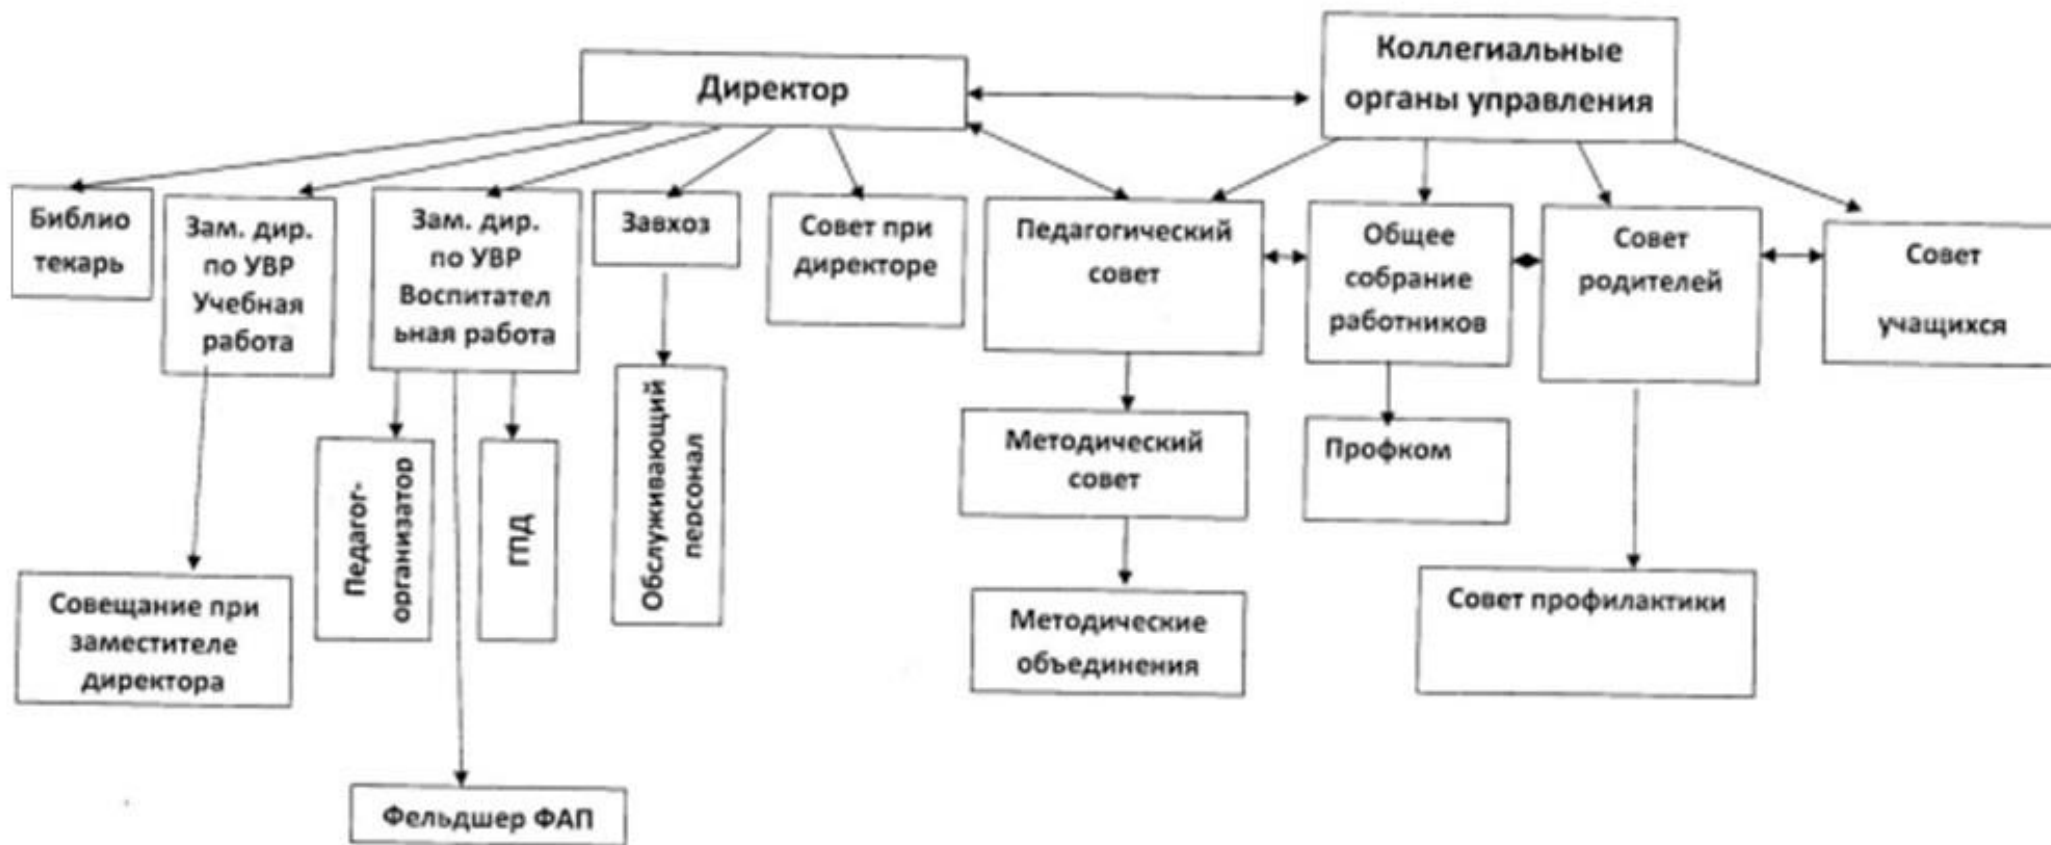 Директор
Коллегиальные
органы управления
Библио
текарь
Зам. дир.
по УВР
Учебная
работа
Зам. дир.
по УВР
Воспитател
ьная работа
Завхоз
Совет при
директоре
Педагогический
совет
Общее
собрание
работников
Совет
родителей
Совет
учащихся
Педагог-
организатор
ГПД
Обслуживающий
персонал
Методический
совет
Профком
Совещание при
заместителе
директора
Методические
объединения
Совет профилактики
Фельдшер ФАП